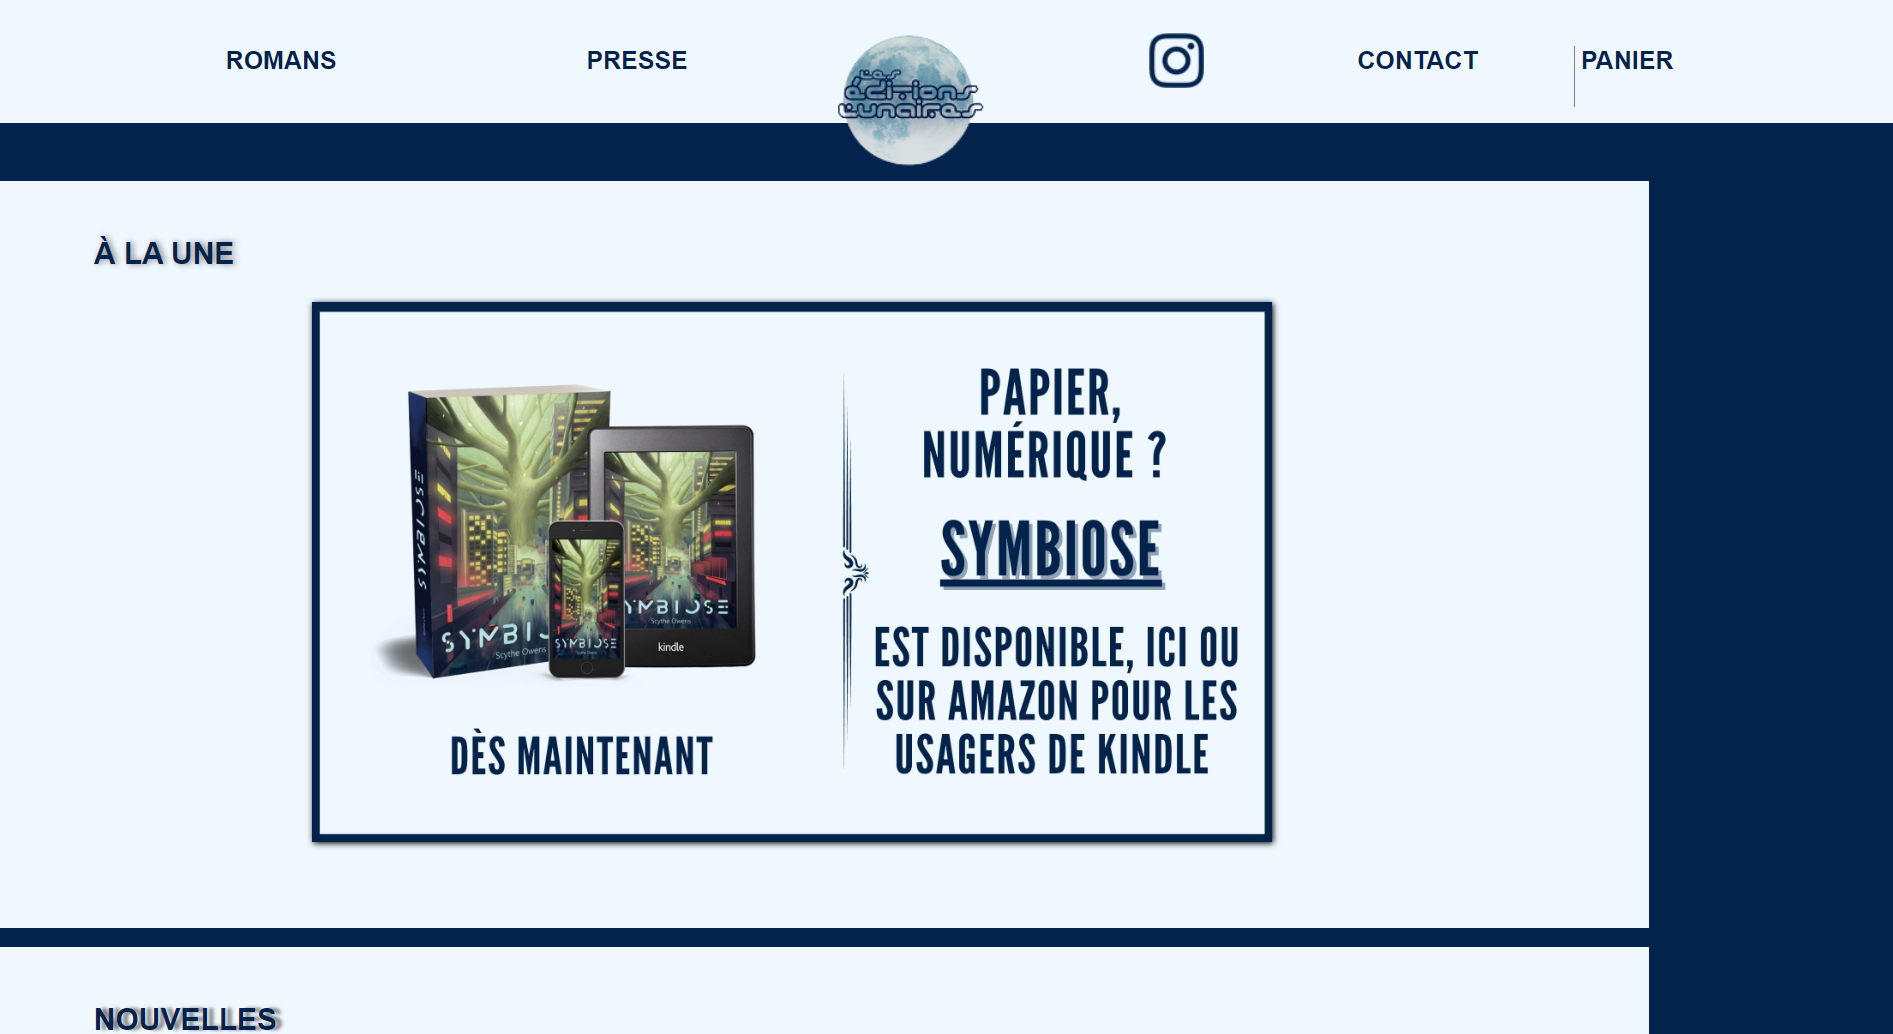 ROMANS
PRESSE
Les
éditions
lunaires
CONTACT
PANIER
À LA UNE
SYMBIOSE
SYMBIOSE
Scythe Owens
kindle
SYMBIOSE
Scythe Owens
DÈS MAINTENANT
PAPIER,
NUMÉRIQUE ?
SYMBIOSE
EST DISPONIBLE, ICI OU
SUR AMAZON POUR LES
USAGERS DE KINDLE
NOUVELLES